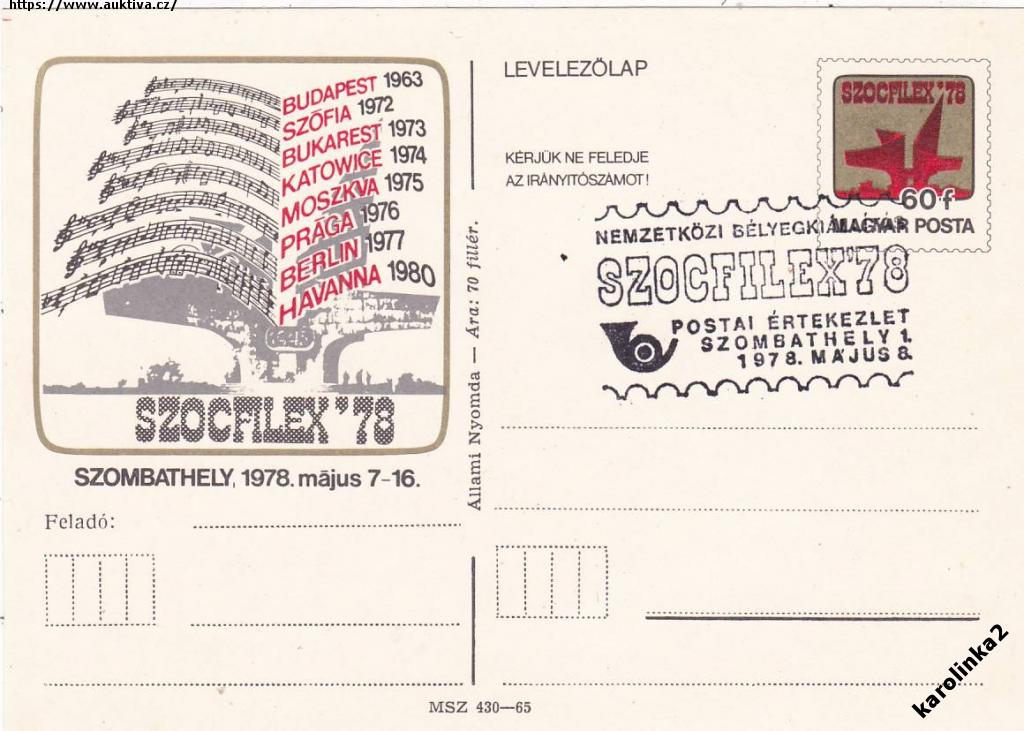 https://www.auktiva.cz/
BUDAPEST 1963
SZÓFIA 1972
BUKAREST 1973
KATOWICE 1974
MOSZKVA 1975
PRÁGA 1976
BERLIN 1977
HAVANNA 1980
SZOCFILEX '78
SZOMBATHELY, 1978. május 7-16.
Feladó:
Állami Nyomda — Ára: 70 fillér.
LEVELEZŐLAP
KÉRJÜK NE FELEDJE
AZ IRÁNYÍTÓSZÁMOT!
SZOCFILEX '78
60 f
MAGYAR POSTA
NEMZETKÖZI BÉLYEGKIÁLLÍTÁS
SZOCFILEX '78
POSTAI ÉRTEKEZLET
SZOMBATHELY 1.
1978. MÁJUS 8.
MSZ 430—65
karolinka2